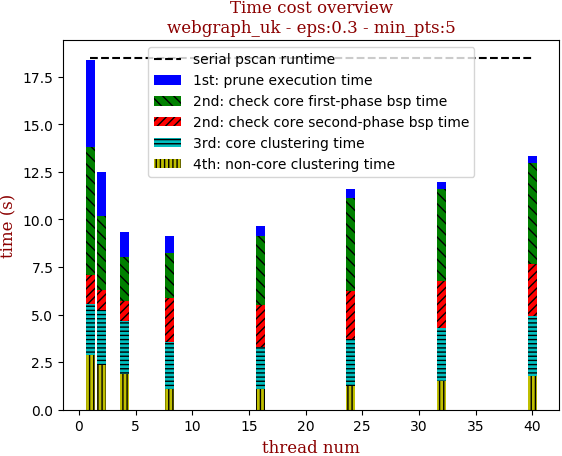 Time cost overview
webgraph_uk - eps:0.3 - min_pts:5
serial pscan runtime
1st: prune execution time
2nd: check core first-phase bsp time
2nd: check core second-phase bsp time
3rd: core clustering time
4th: non-core clustering time
time (s)
17.5
15.0
12.5
10.0
7.5
5.0
2.5
0.0
0 5 10 15 20 25 30 35 40
thread num